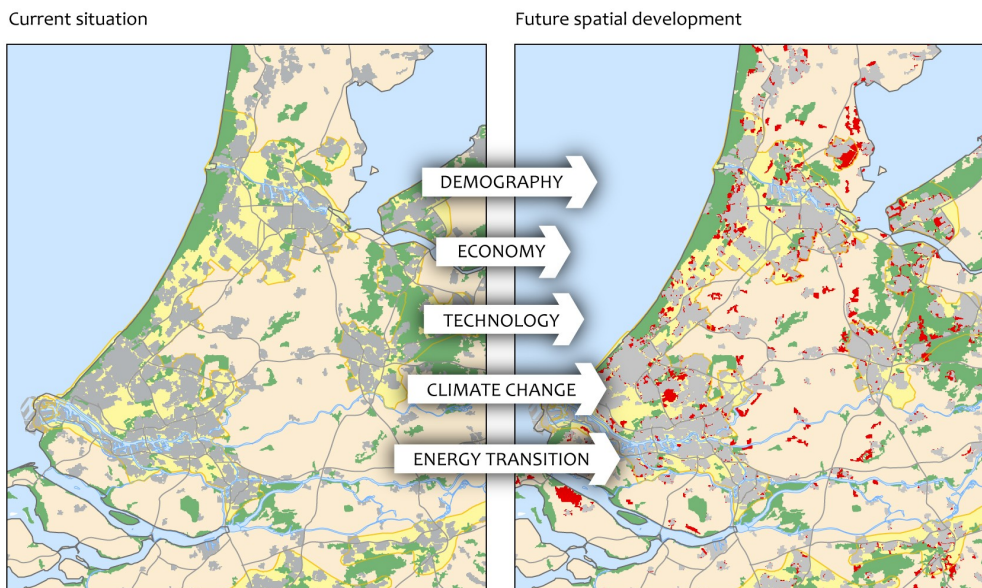 Current situation
Future spatial development
DEMOGRAPHY
ECONOMY
TECHNOLOGY
CLIMATE CHANGE
ENERGY TRANSITION